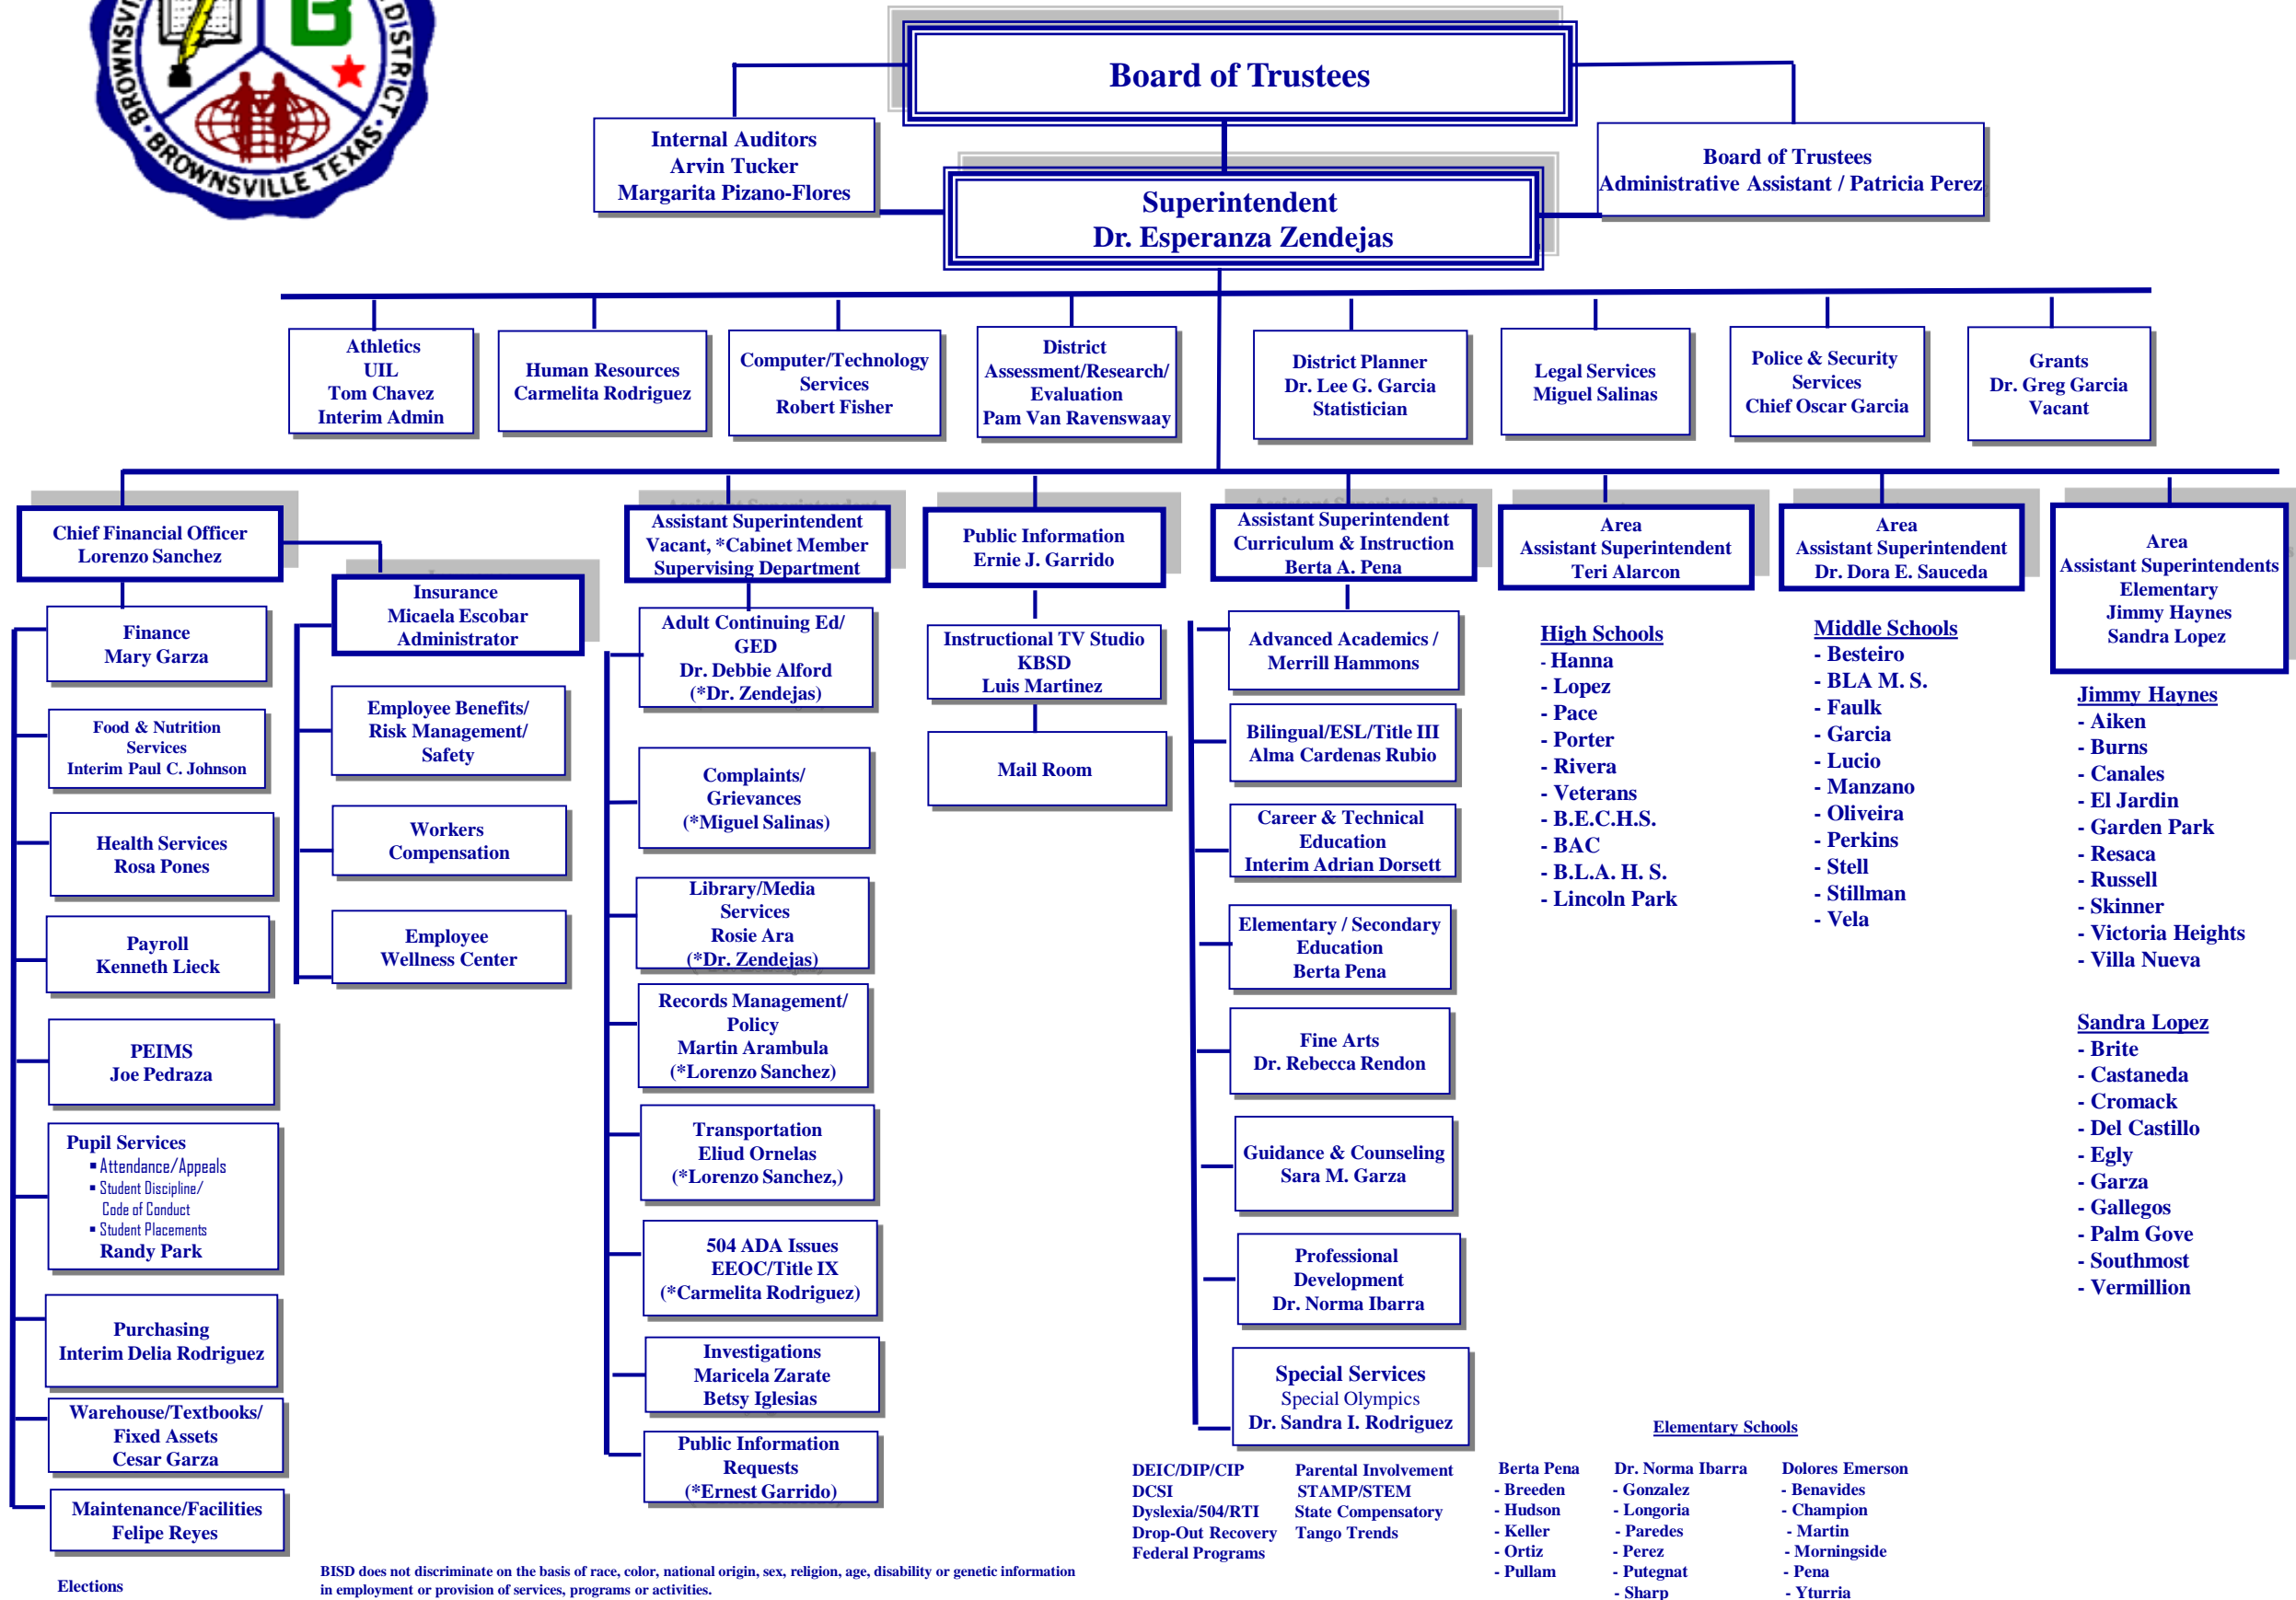 BROWNSVI
DISTRICT
BROWNSVILLE TEXAS
B
Board of Trustees
Internal Auditors
Arvin Tucker
Margarita Pizano-Flores
Board of Trustees
Administrative Assistant / Patricia Perez
Superintendent
Dr. Esperanza Zendejas
Athletics
UIL
Tom Chavez
Interim Admin
Human Resources
Carmelita Rodriguez
Computer/Technology
Services
Robert Fisher
District
Assessment/Research/
Evaluation
Pam Van Ravenswaay
District Planner
Dr. Lee G. Garcia
Statistician
Legal Services
Miguel Salinas
Police & Security
Services
Chief Oscar Garcia
Grants
Dr. Greg Garcia
Vacant
Chief Financial Officer
Lorenzo Sanchez
Finance
Mary Garza
Food & Nutrition
Services
Interim Paul C. Johnson
Health Services
Rosa Pones
Payroll
Kenneth Lieck
PEIMS
Joe Pedraza
Pupil Services
▪ Attendance/Appeals
▪ Student Discipline/
Code of Conduct
▪ Student Placements
Randy Park
Purchasing
Interim Delia Rodriguez
Warehouse/Textbooks/
Fixed Assets
Cesar Garza
Maintenance/Facilities
Felipe Reyes
Elections
Insurance
Micaela Escobar
Administrator
Employee Benefits/
Risk Management/
Safety
Workers
Compensation
Employee
Wellness Center
Assistant Superintendent
Vacant, *Cabinet Member
Supervising Department
Adult Continuing Ed/
GED
Dr. Debbie Alford
(*Dr. Zendejas)
Complaints/
Grievances
(*Miguel Salinas)
Library/Media
Services
Rosie Ara
(*Dr. Zendejas)
Records Management/
Policy
Martin Arambula
(*Lorenzo Sanchez)
Transportation
Eliud Ornelas
(*Lorenzo Sanchez,)
504 ADA Issues
EEOC/Title IX
(*Carmelita Rodriguez)
Investigations
Maricela Zarate
Betsy Iglesias
Public Information
Requests
(*Ernest Garrido)
Public Information
Ernie J. Garrido
Instructional TV Studio
KBSD
Luis Martinez
Mail Room
Assistant Superintendent
Curriculum & Instruction
Berta A. Pena
Advanced Academics /
Merrill Hammons
Bilingual/ESL/Title III
Alma Cardenas Rubio
Career & Technical
Education
Interim Adrian Dorsett
Elementary / Secondary
Education
Berta Pena
Fine Arts
Dr. Rebecca Rendon
Guidance & Counseling
Sara M. Garza
Professional
Development
Dr. Norma Ibarra
Special Services
Special Olympics
Dr. Sandra I. Rodriguez
Area
Assistant Superintendent
Teri Alarcon
High Schools
- Hanna
- Lopez
- Pace
- Porter
- Rivera
- Veterans
- B.E.C.H.S.
- BAC
- B.L.A. H. S.
- Lincoln Park
Area
Assistant Superintendent
Dr. Dora E. Sauceda
Middle Schools
- Besteiro
- BLA M. S.
- Faulk
- Garcia
- Lucio
- Manzano
- Oliveira
- Perkins
- Stell
- Stillman
- Vela
Area
Assistant Superintendents
Elementary
Jimmy Haynes
Sandra Lopez
Jimmy Haynes
- Aiken
- Burns
- Canales
- El Jardin
- Garden Park
- Resaca
- Russell
- Skinner
- Victoria Heights
- Villa Nueva
Sandra Lopez
- Brite
- Castaneda
- Cromack
- Del Castillo
- Egly
- Garza
- Gallegos
- Palm Gove
- Southmost
- Vermillion
DEIC/DIP/CIP
DCSI
Dyslexia/504/RTI
Drop-Out Recovery
Federal Programs
Parental Involvement
STAMP/STEM
State Compensatory
Tango Trends
Elementary Schools
Berta Pena
- Breeden
- Hudson
- Keller
- Ortiz
- Pullam
Dr. Norma Ibarra
- Gonzalez
- Longoria
- Paredes
- Perez
- Putegnat
- Sharp
Dolores Emerson
- Benavides
- Champion
- Martin
- Morningside
- Pena
- Yturria
BISD does not discriminate on the basis of race, color, national origin, sex, religion, age, disability or genetic information
in employment or provision of services, programs or activities.